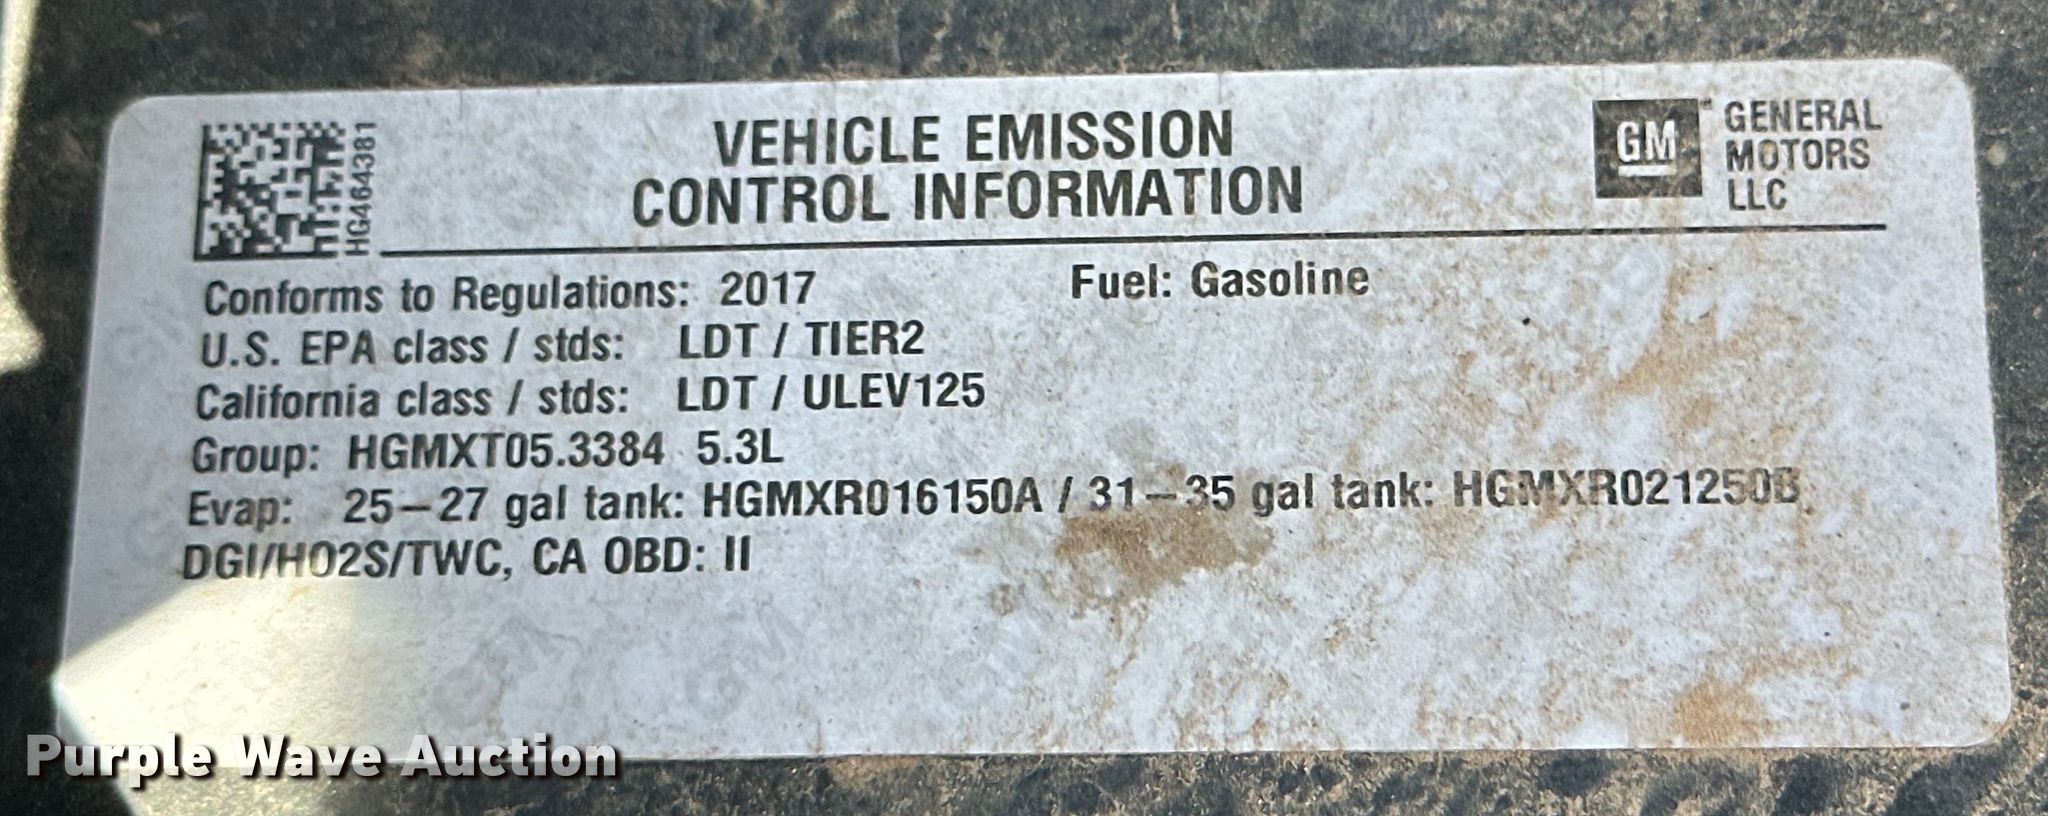 HG464381
VEHICLE EMISSION
CONTROL INFORMATION
GM
GENERAL
MOTORS
LLC
Conforms to Regulations: 2017 Fuel: Gasoline
U.S. EPA class / stds: LDT / TIER2
California class / stds: LDT / ULEV125
Group: HGMXT05.3384 5.3L
Evap: 25–27 gal tank: HGMXR016150A / 31–35 gal tank: HGMXR021250B
DGI/HO2S/TWC, CA OBD: II
Purple Wave Auction